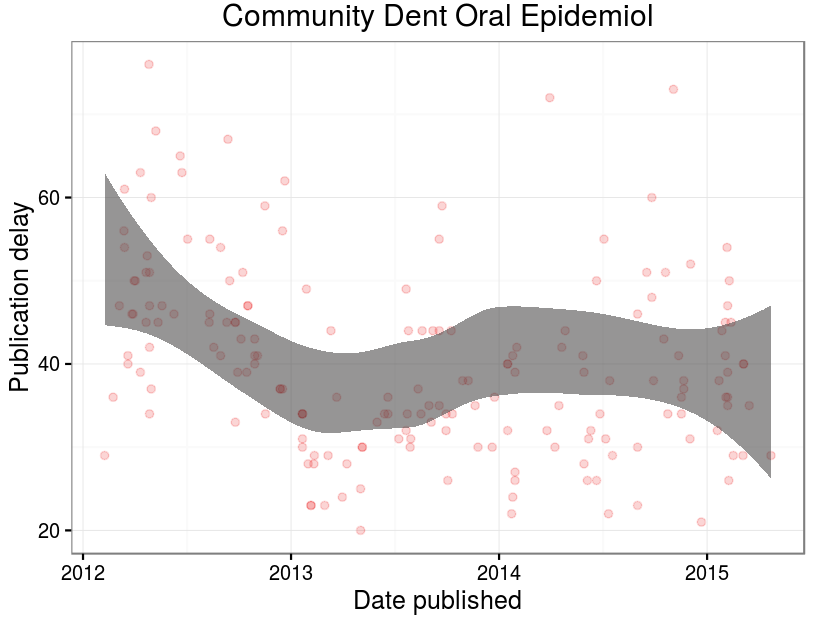 Community Dent Oral Epidemiol
Publication delay
60
40
20
2012 2013 2014 2015
Date published